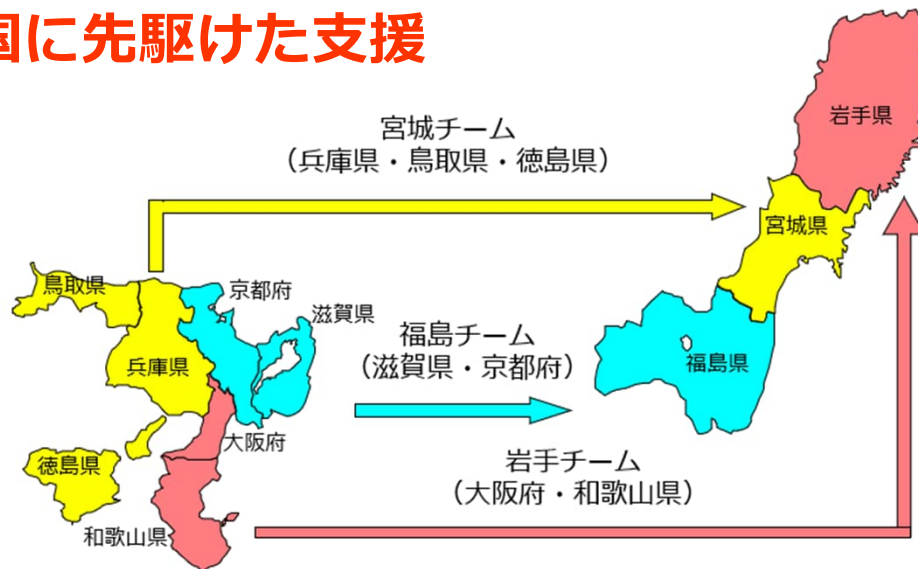 国に先駆けた支援
岩手県
宮城チーム
(兵庫県・鳥取県・徳島県)
宮城県
鳥取県
京都府
滋賀県
福島チーム
(滋賀県・京都府)
兵庫県
福島県
大阪府
岩手チーム
(大阪府・和歌山県)
徳島県
和歌山県